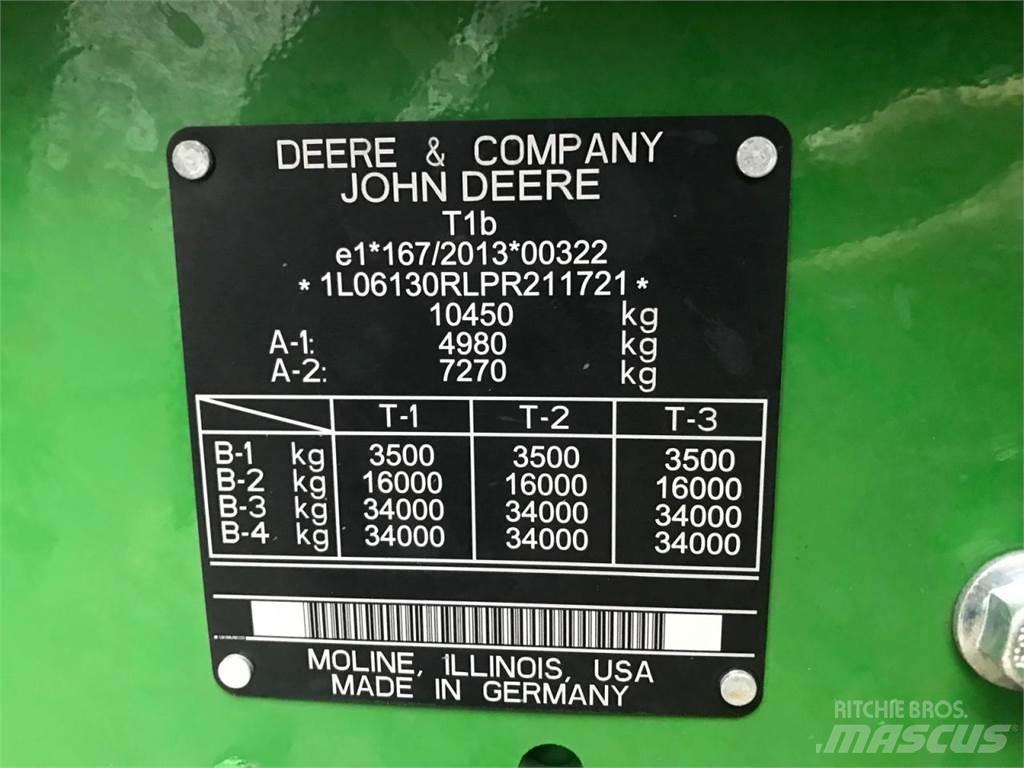 DEERE & COMPANY
JOHN DEERE
T1b
e1*167/2013*00322
* 1L06130RLPR211721 *
10450 kg
A-1: 4980 kg
A-2: 7270 kg
T-1 T-2 T-3
B-1 kg 3500 3500 3500
B-2 kg 16000 16000 16000
B-3 kg 34000 34000 34000
B-4 kg 34000 34000 34000
MOLINE, ILLINOIS, USA
MADE IN GERMANY
RITCHIE BROS.
MASCUS